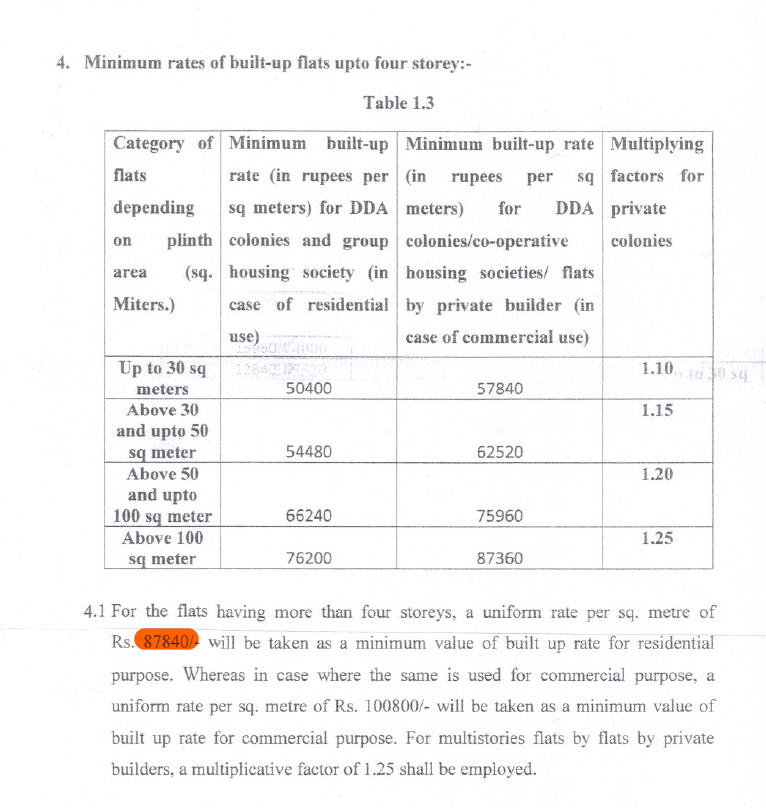 4. Minimum rates of built-up flats upto four storey:-
Table 1.3
Category of
flats
depending
on plinth
area (sq.
Miters.)
Minimum built-up
rate (in rupees per
sq meters) for DDA
colonies and group
housing society (in
case of residential
use)
Minimum built-up rate
(in rupees per sq
meters) for DDA
colonies/co-operative
housing societies/ flats
by private builder (in
case of commercial use)
Multiplying
factors for
private
colonies
Up to 30 sq
meters
50400
57840
1.10
Above 30
and upto 50
sq meter
54480
62520
1.15
Above 50
and upto
100 sq meter
66240
75960
1.20
Above 100
sq meter
76200
87360
1.25
4.1 For the flats having more than four storeys, a uniform rate per sq. metre of
Rs. 87840/- will be taken as a minimum value of built up rate for residential
purpose. Whereas in case where the same is used for commercial purpose, a
uniform rate per sq. metre of Rs. 100800/- will be taken as a minimum value of
built up rate for commercial purpose. For multistories flats by flats by private
builders, a multiplicative factor of 1.25 shall be employed.